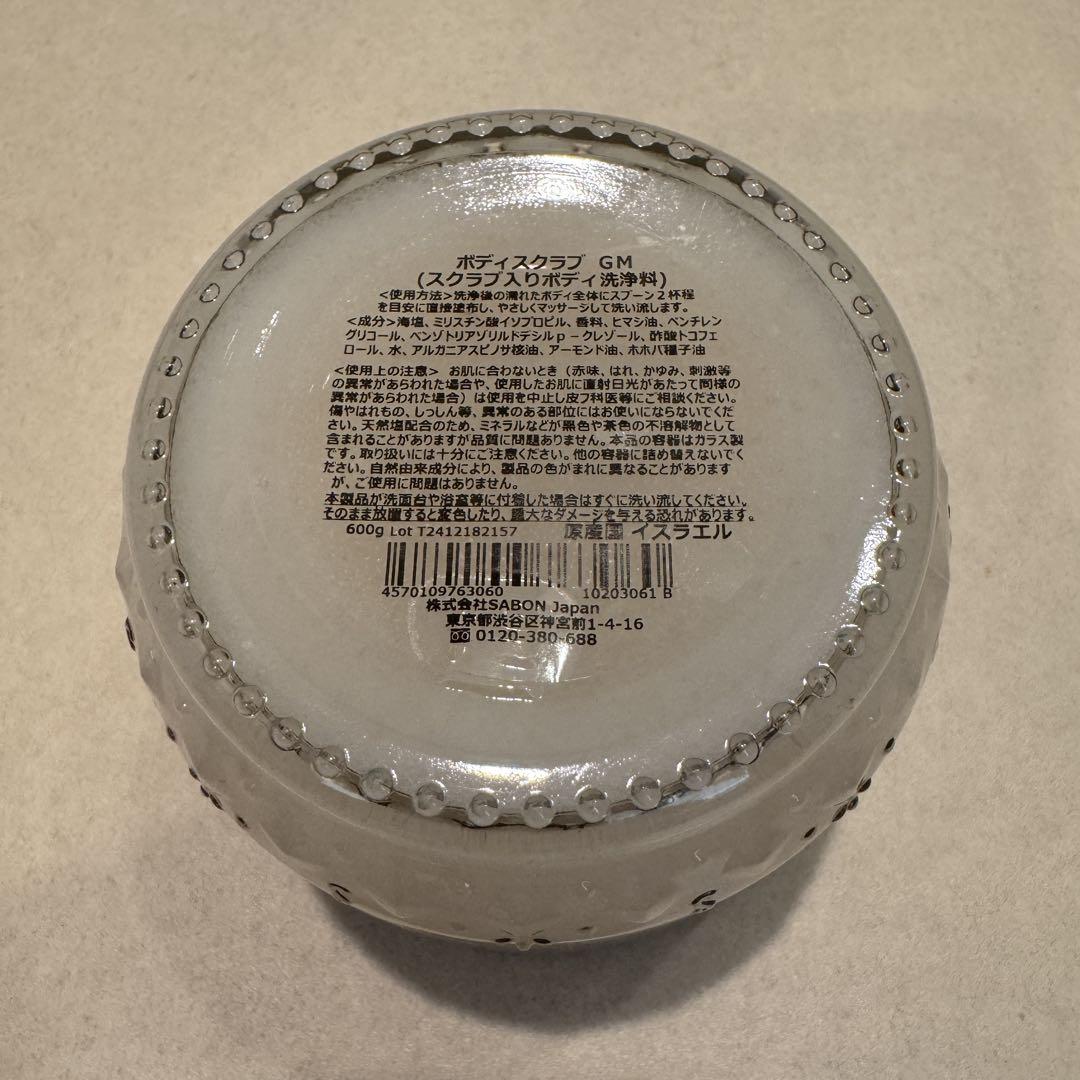 ボディスクラブ GM
(スクラブ入りボディ洗浄料)
<使用方法>洗浄後の濡れたボディ全体にスプーン2杯程
を目安に直接塗布し、やさしくマッサージして洗い流します。
<成分>海塩、ミリスチン酸イソプロピル、香料、ヒマシ油、ペンチレン
グリコール、ベンゾトリアゾリルドデシルp-クレゾール、酢酸トコフェ
ロール、水、アルガニアスピノサ核油、アーモンド油、ホホバ種子油
<使用上の注意> お肌に合わないとき(赤味、はれ、かゆみ、刺激等
の異常があらわれた場合や、使用したお肌に直射日光があたって同様の
異常があらわれた場合)は使用を中止し皮フ科医等にご相談ください。
傷やはれもの、しっしん等、異常のある部位にはお使いにならないでくだ
さい。天然塩配合のため、ミネラルなどが黒色や茶色の不溶解物として
含まれることがありますが品質に問題ありません。本品の容器はガラス製
です。取り扱いには十分にご注意ください。他の容器に詰め替えないでく
ださい。自然由来成分により、製品の色がまれに異なることがあります
が、ご使用に問題はありません。
本製品が洗面台や浴室等に付着した場合はすぐに洗い流してください。
そのまま放置すると変色したり、重大なダメージを与える恐れがあります。
600g Lot T2412182157 原産国 イスラエル
4570109763060 10203061 B
株式会社SABON Japan
東京都渋谷区神宮前1-4-16
0120-380-688